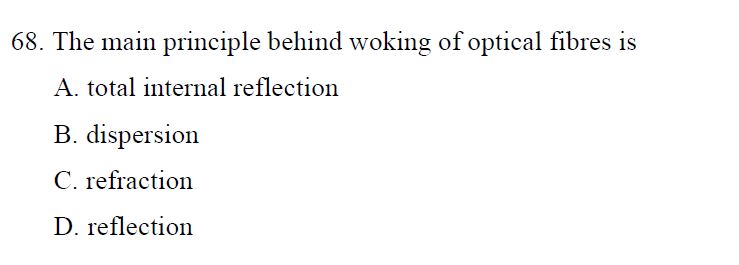 68. The main principle behind woking of optical fibres is
A. total internal reflection
B. dispersion
C. refraction
D. reflection